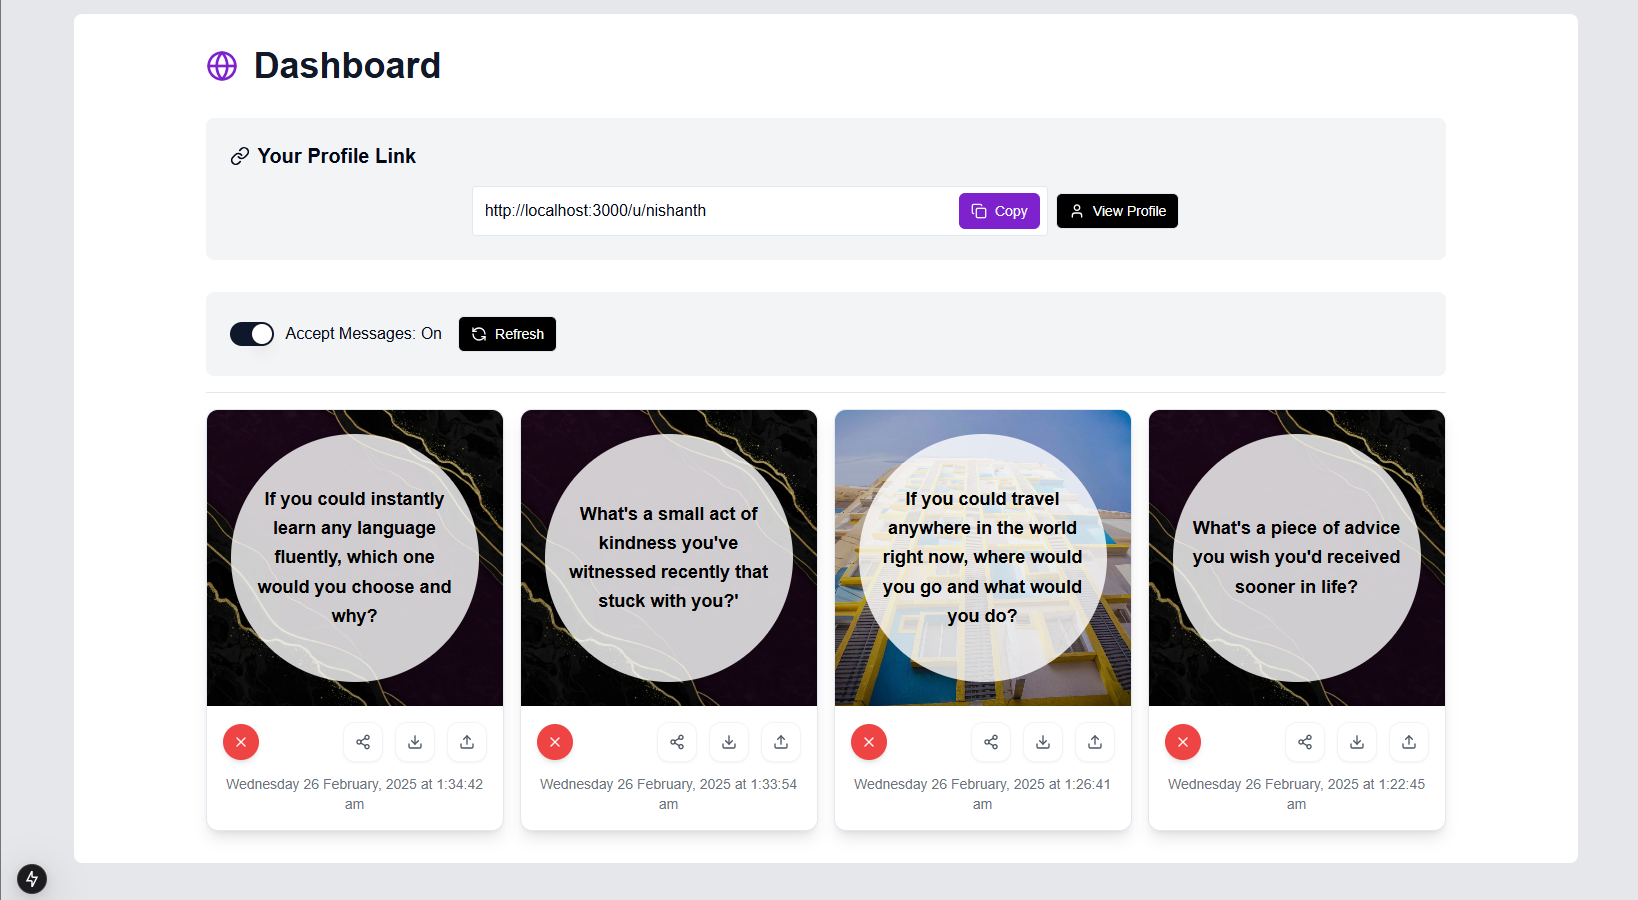 Dashboard
Your Profile Link
http://localhost:3000/u/nishanth
Copy
View Profile
Accept Messages: On
Refresh
If you could instantly
learn any language
fluently, which one
would you choose and
why?
Wednesday 26 February, 2025 at 1:34:42
am
What's a small act of
kindness you've
witnessed recently that
stuck with you?'
Wednesday 26 February, 2025 at 1:33:54
am
If you could travel
anywhere in the world
right now, where would
you go and what would
you do?
Wednesday 26 February, 2025 at 1:26:41
am
What's a piece of advice
you wish you'd received
sooner in life?
Wednesday 26 February, 2025 at 1:22:45
am